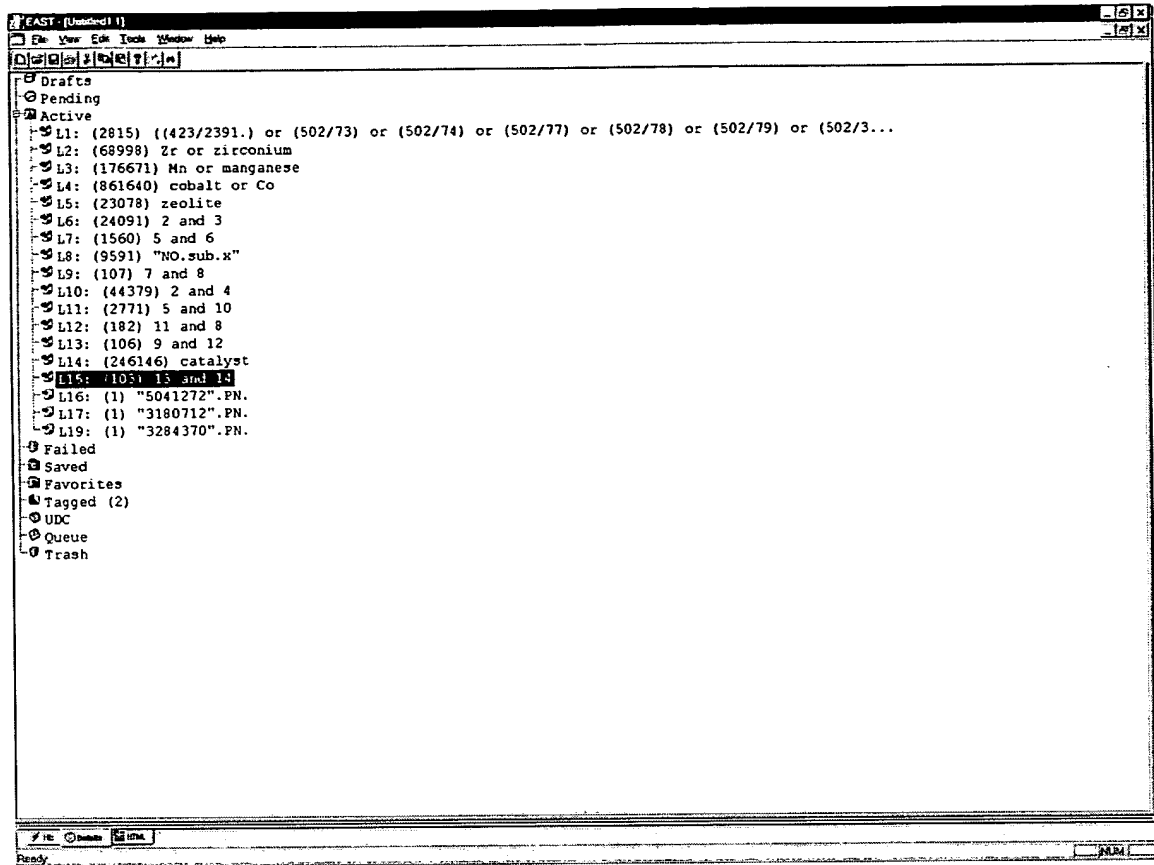 EAST - [Untitled1:1]
File View Edit Tools Window Help
Drafts
Pending
Active
L1: (2815) ((423/2391.) or (502/73) or (502/74) or (502/77) or (502/78) or (502/79) or (502/3...
L2: (68998) Zr or zirconium
L3: (176671) Mn or manganese
L4: (861640) cobalt or Co
L5: (23078) zeolite
L6: (24091) 2 and 3
L7: (1560) 5 and 6
L8: (9591) "NO.sub.x"
L9: (107) 7 and 8
L10: (44379) 2 and 4
L11: (2771) 5 and 10
L12: (182) 11 and 8
L13: (106) 9 and 12
L14: (246146) catalyst
L15: (103) 13 and 14
L16: (1) "5041272".PN.
L17: (1) "3180712".PN.
L19: (1) "3284370".PN.
Failed
Saved
Favorites
Tagged (2)
UDC
Queue
Trash
Details HTML
Ready
NUM